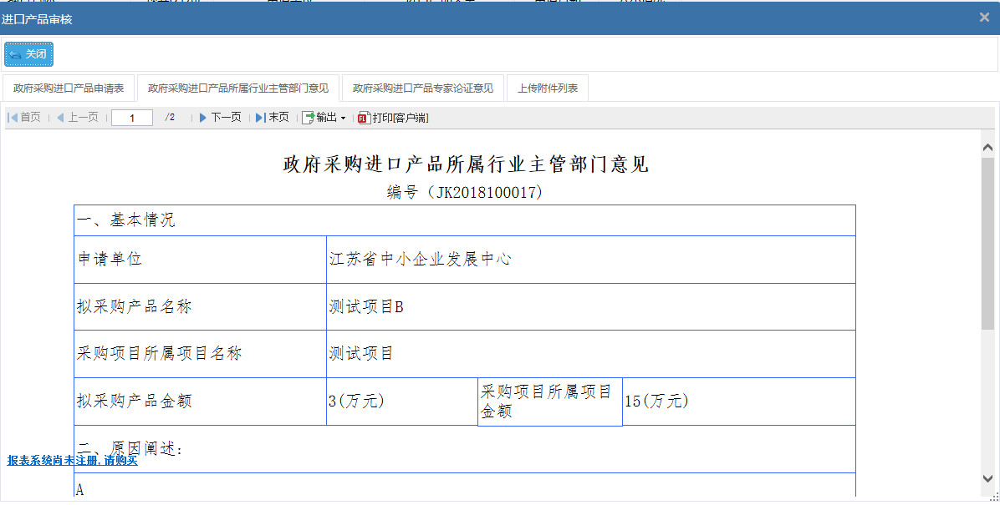 进口产品审核
关闭
政府采购进口产品申请表 政府采购进口产品所属行业主管部门意见 政府采购进口产品专家论证意见 上传附件列表
首页 上一页 1 /2 下一页 末页 输出 打印[客户端]
政府采购进口产品所属行业主管部门意见
编号（JK2018100017）
一、基本情况
申请单位 江苏省中小企业发展中心
拟采购产品名称 测试项目B
采购项目所属项目名称 测试项目
拟采购产品金额 3(万元) 采购项目所属项目
金额 15(万元)
二、原因阐述：
报表系统尚未注册,请购买
A